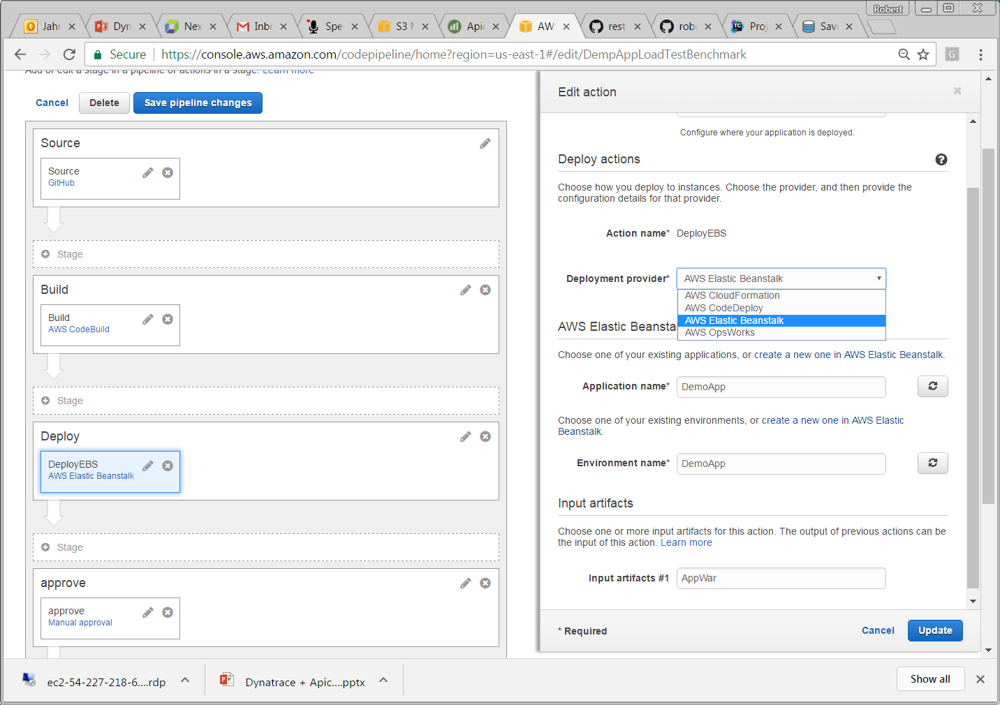 Robert
Jahr
Dyn
Nex
Inbo
Spe
S3 M
Apic
AWS
rest
robe
Proj
Savi
Secure
https://console.aws.amazon.com/codepipeline/home?region=us-east-1#/edit/DempAppLoadTestBenchmark
G
Add or edit a stage in a pipeline or actions in a stage. Learn more
Cancel
Delete
Save pipeline changes
Source
Source
GitHub
Stage
Build
Build
AWS CodeBuild
Stage
Deploy
DeployEBS
AWS Elastic Beanstalk
Stage
approve
approve
Manual approval
Edit action
Configure where your application is deployed.
Deploy actions
Choose how you deploy to instances. Choose the provider, and then provide the
configuration details for that provider.
Action name* DeployEBS
Deployment provider* AWS Elastic Beanstalk
AWS CloudFormation
AWS CodeDeploy
AWS Elastic Beanstalk
AWS OpsWorks
AWS Elastic Beansta
Choose one of your existing applications, or create a new one in AWS Elastic Beanstalk.
Application name* DemoApp
Choose one of your existing environments, or create a new one in AWS Elastic
Beanstalk.
Environment name* DemoApp
Input artifacts
Choose one or more input artifacts for this action. The output of previous actions can be
the input of this action. Learn more
Input artifacts #1 AppWar
* Required
Cancel
Update
ec2-54-227-218-6....rdp
Dynatrace + Apic....pptx
Show all